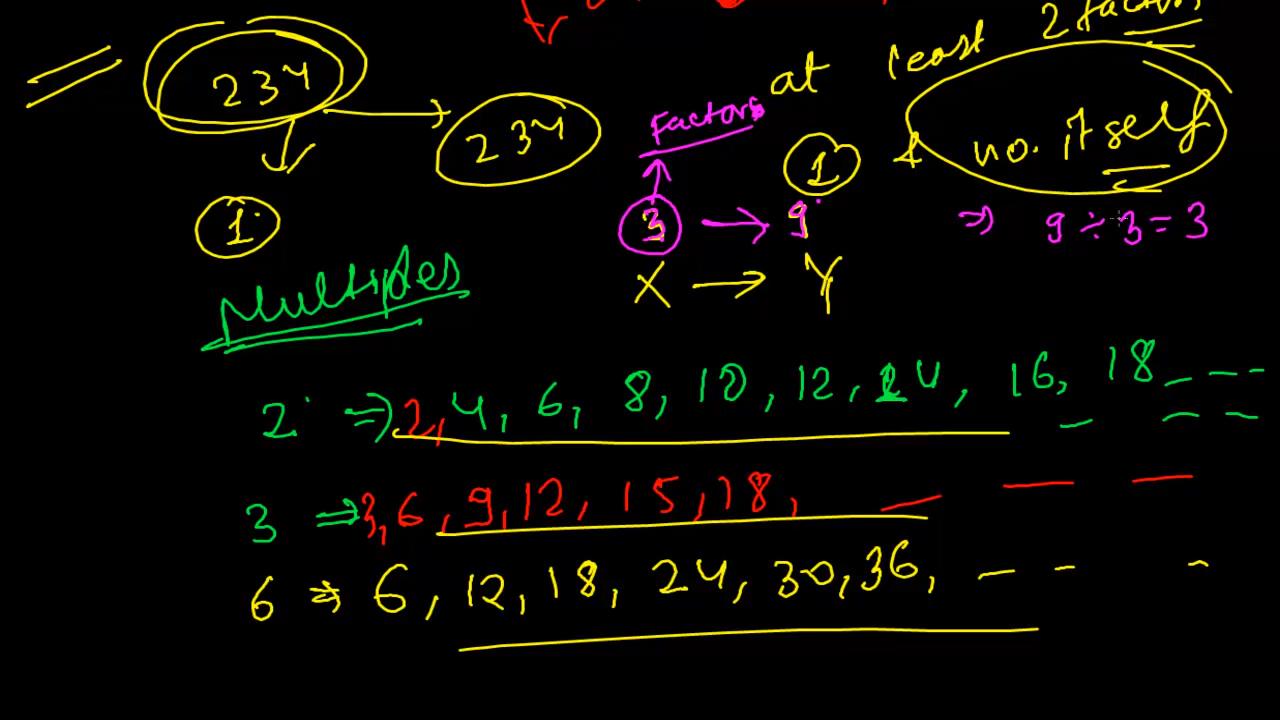 at least 2 factors
234 → 234
Factors
1 & no. itself
1
3 → 9 ⇒ 9 ÷ 3 = 3
X → Y
Multiples
2 ⇒ 2, 4, 6, 8, 10, 12, 14, 16, 18
3 ⇒ 3, 6, 9, 12, 15, 18,
6 ⇒ 6, 12, 18, 24, 30, 36,